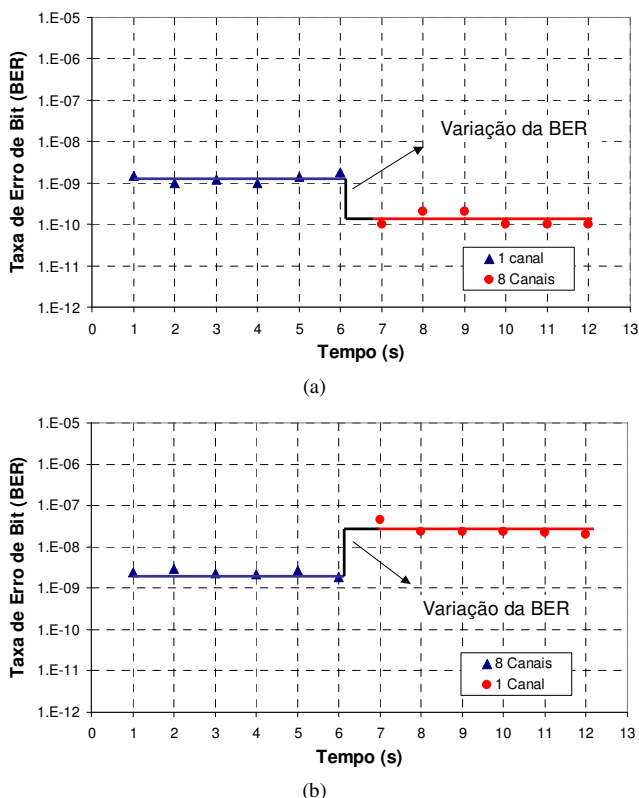 1.E-05
1.E-06
1.E-07
1.E-08
1.E-09
1.E-10
1.E-11
1.E-12
Taxa de Erro de Bit (BER)
Variação da BER
1 canal
8 Canais
0 1 2 3 4 5 6 7 8 9 10 11 12 13
Tempo (s)
(a)
1.E-05
1.E-06
1.E-07
1.E-08
1.E-09
1.E-10
1.E-11
1.E-12
Taxa de Erro de Bit (BER)
Variação da BER
8 Canais
1 Canal
0 1 2 3 4 5 6 7 8 9 10 11 12 13
Tempo (s)
(b)